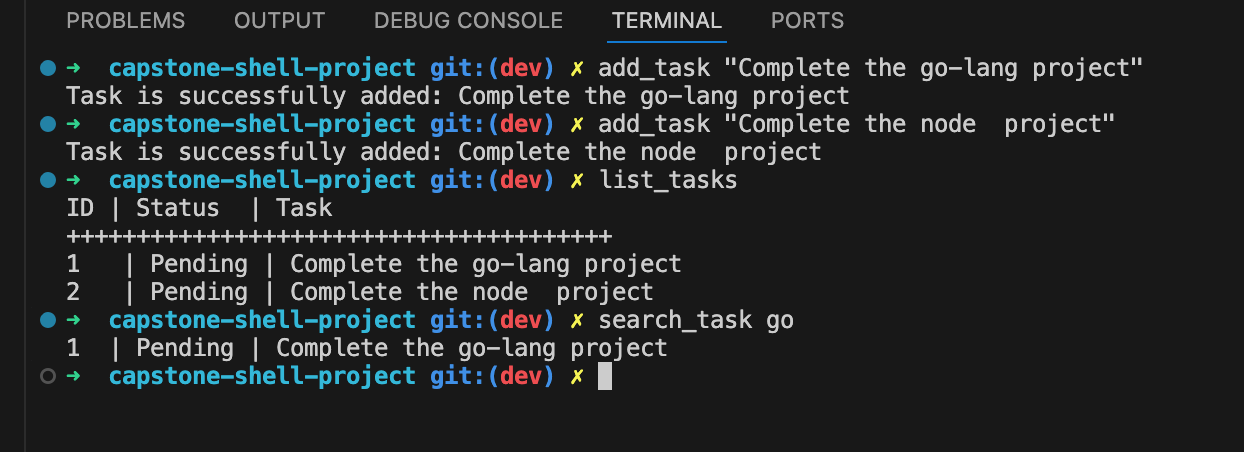 PROBLEMS OUTPUT DEBUG CONSOLE TERMINAL PORTS
➜  capstone-shell-project git:(dev) ✗ add_task "Complete the go-lang project"
Task is successfully added: Complete the go-lang project
➜  capstone-shell-project git:(dev) ✗ add_task "Complete the node  project"
Task is successfully added: Complete the node  project
➜  capstone-shell-project git:(dev) ✗ list_tasks
ID | Status  | Task
+++++++++++++++++++++++++++++++++++++++
1   | Pending | Complete the go-lang project
2   | Pending | Complete the node  project
➜  capstone-shell-project git:(dev) ✗ search_task go
1  | Pending | Complete the go-lang project
➜  capstone-shell-project git:(dev) ✗